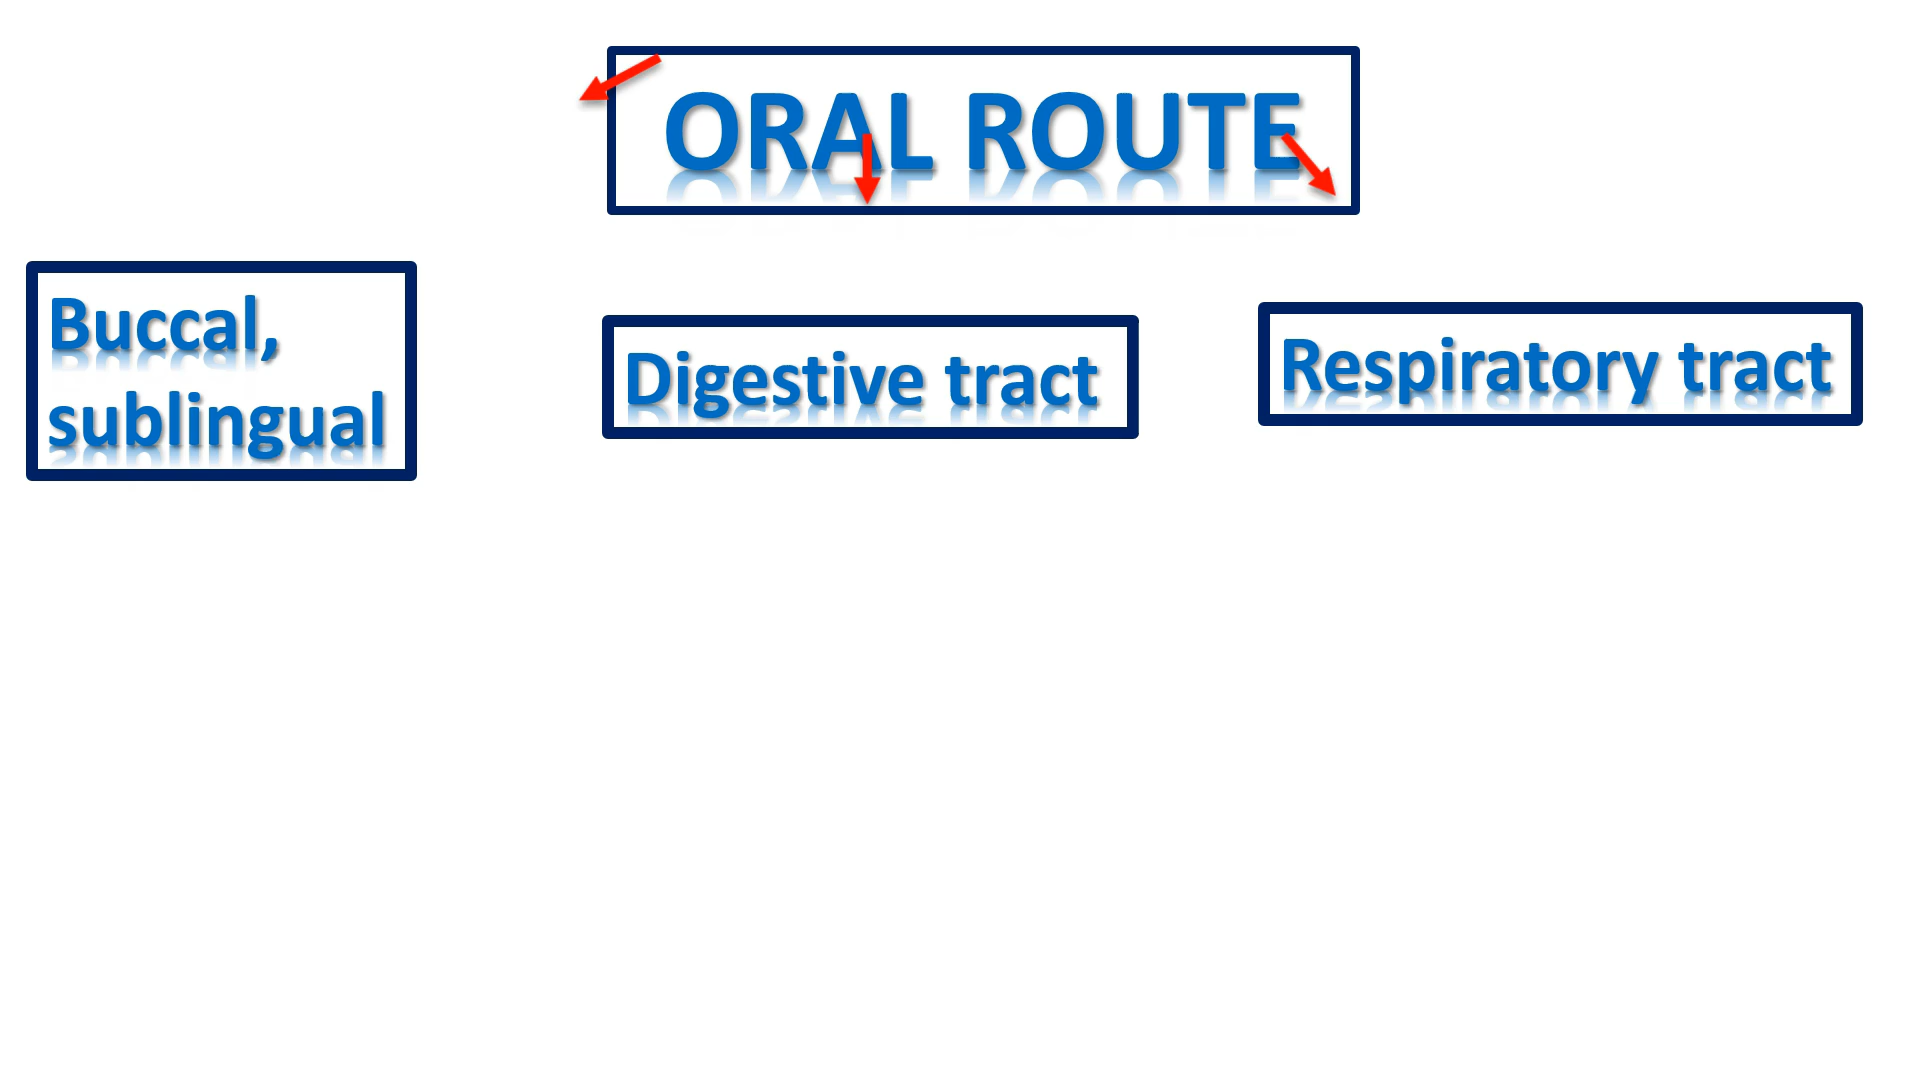 ORAL ROUTE
Buccal,
sublingual
Digestive tract
Respiratory tract